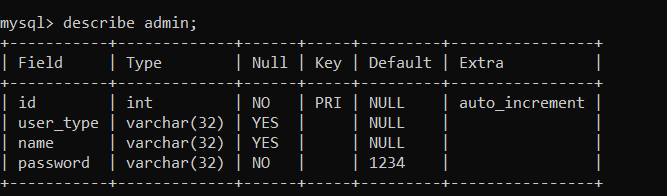 mysql> describe admin;
+-----------+-------------+------+-----+---------+----------------+
| Field     | Type        | Null | Key | Default | Extra          |
+-----------+-------------+------+-----+---------+----------------+
| id        | int         | NO   | PRI | NULL    | auto_increment |
| user_type | varchar(32) | YES  |     | NULL    |                |
| name      | varchar(32) | YES  |     | NULL    |                |
| password  | varchar(32) | NO   |     | 1234    |                |
+-----------+-------------+------+-----+---------+----------------+